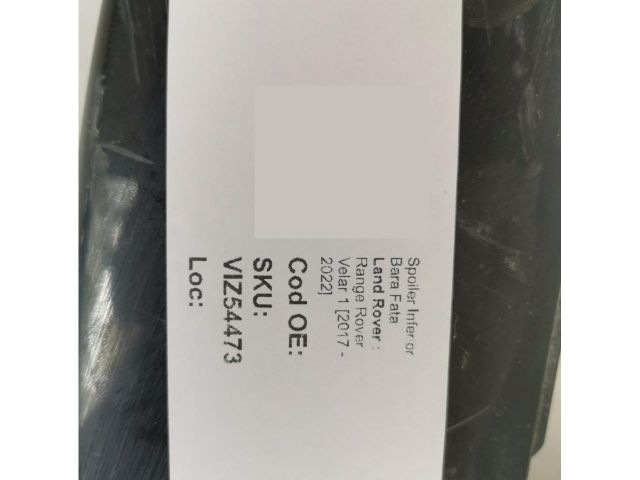 Spoiler Inferior
Bara Fata
Land Rover :
Range Rover
Velar 1 [2017 -
2022]
Cod OE:
SKU:
VIZ54473
Loc: